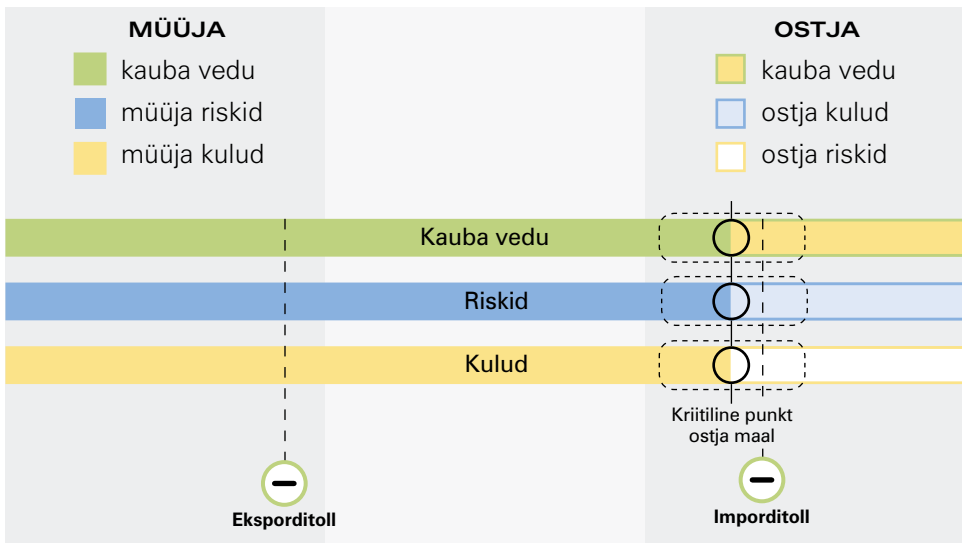 MÜÜJA
kauba vedu
müüja riskid
müüja kulud
OSTJA
kauba vedu
ostja kulud
ostja riskid
Kauba vedu
Riskid
Kulud
Kriitiline punkt
ostja maal
Eksporditoll
Imporditoll